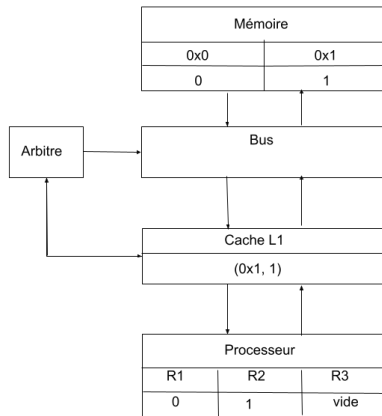 Mémoire
0x0 0x1
0 1
Arbitre
Bus
Cache L1
(0x1, 1)
Processeur
R1 R2 R3
0 1 vide